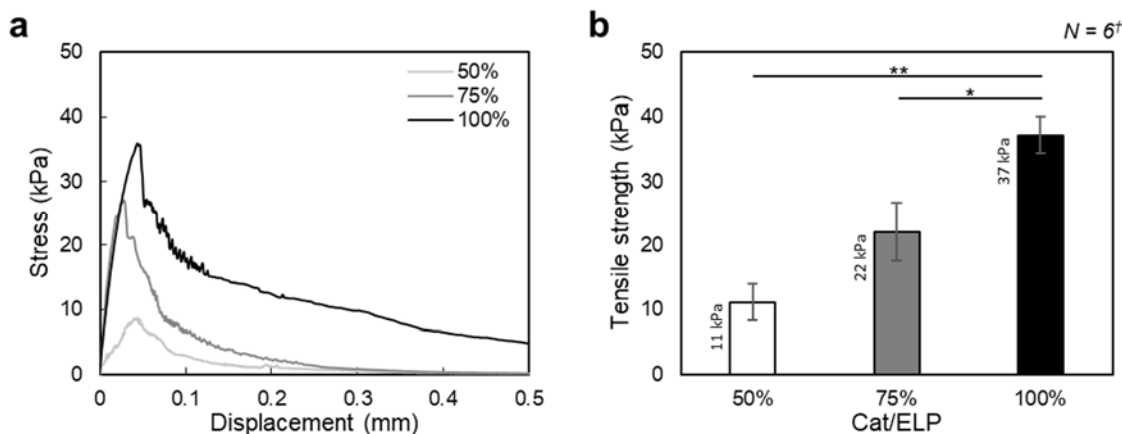 a
50
40
30
20
10
0
Stress (kPa)
50%
75%
100%
0 0.1 0.2 0.3 0.4 0.5
Displacement (mm)
b
N = 6†
50
40
30
20
10
0
Tensile strength (kPa)
**
*
11 kPa
22 kPa
37 kPa
50% 75% 100%
Cat/ELP